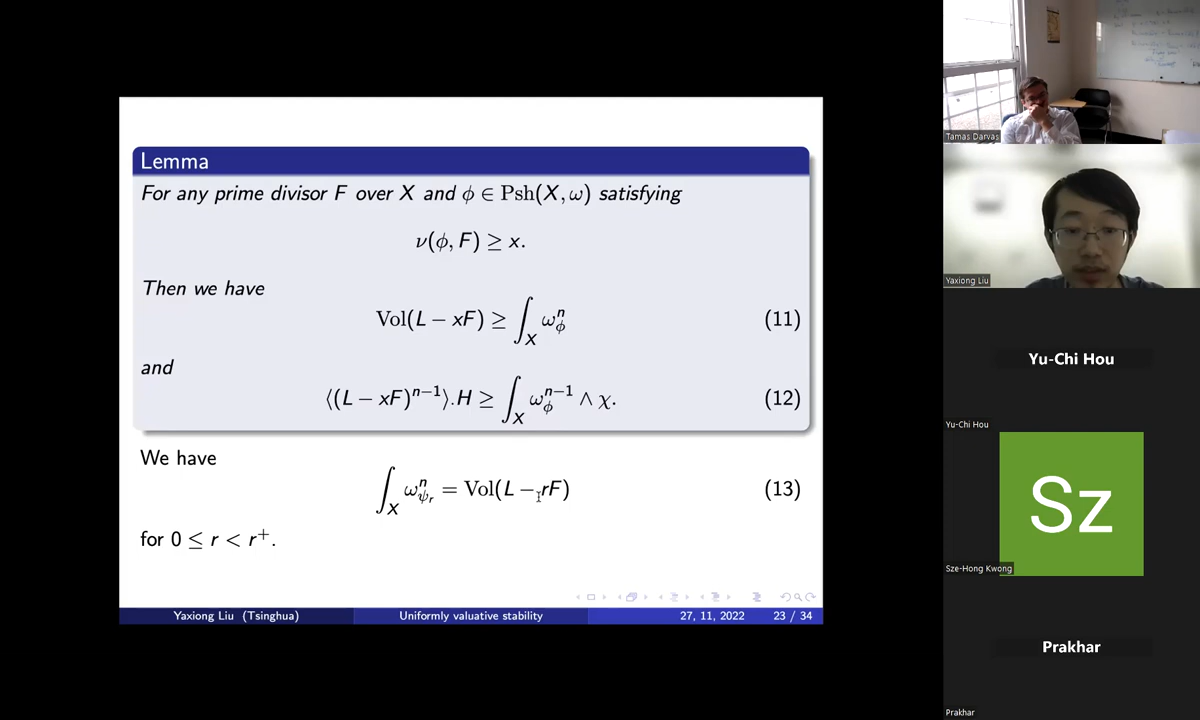 Lemma
For any prime divisor F over X and ϕ ∈ Psh(X, ω) satisfying
ν(ϕ, F) ≥ x.
Then we have
Vol(L − xF) ≥ ∫_X ω_ϕ^n (11)
and
⟨(L − xF)^{n−1}⟩.H ≥ ∫_X ω_ϕ^{n−1} ∧ χ. (12)
We have
∫_X ω_{ψ_r}^n = Vol(L − rF) (13)
for 0 ≤ r < r^+.
Yaxiong Liu (Tsinghua) Uniformly valuative stability 27, 11, 2022 23 / 34
Tamas Darvas
Yaxiong Liu
Yu-Chi Hou
Yu-Chi Hou
Sz
Sze-Hong Kwong
Prakhar
Prakhar